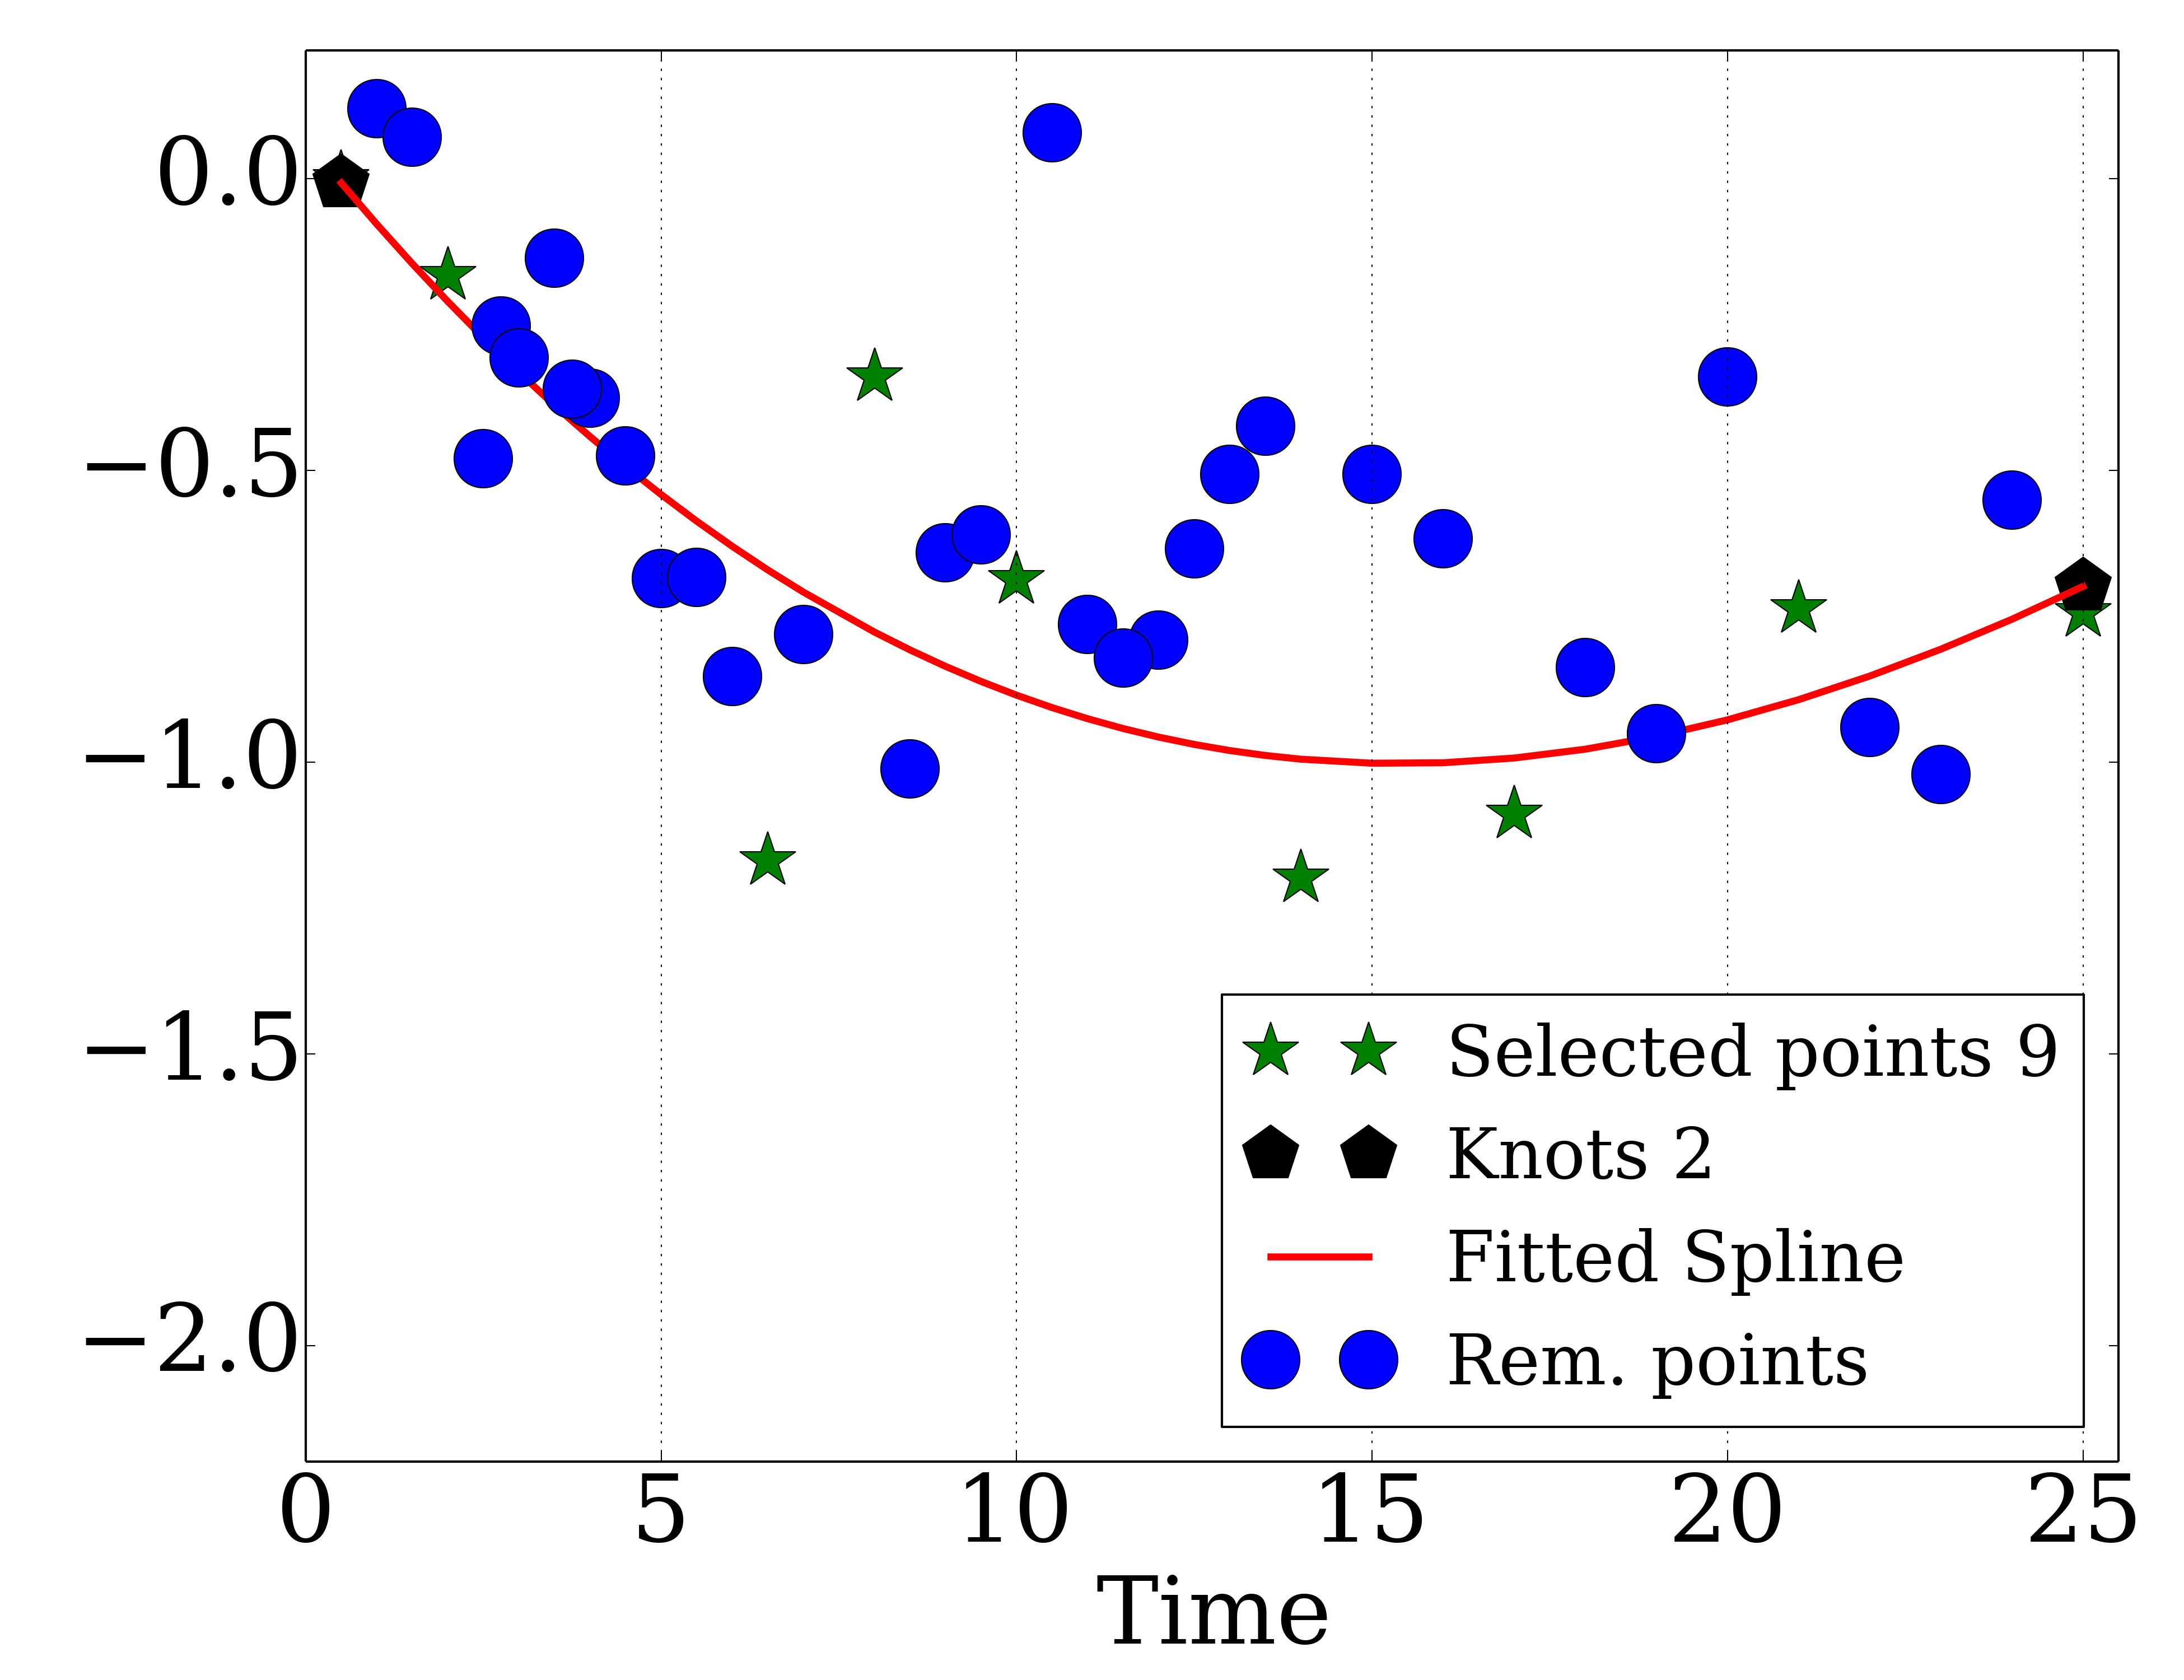 0.0
−0.5
−1.0
−1.5
−2.0
Selected points 9
Knots 2
Fitted Spline
Rem. points
0 5 10 15 20 25
Time